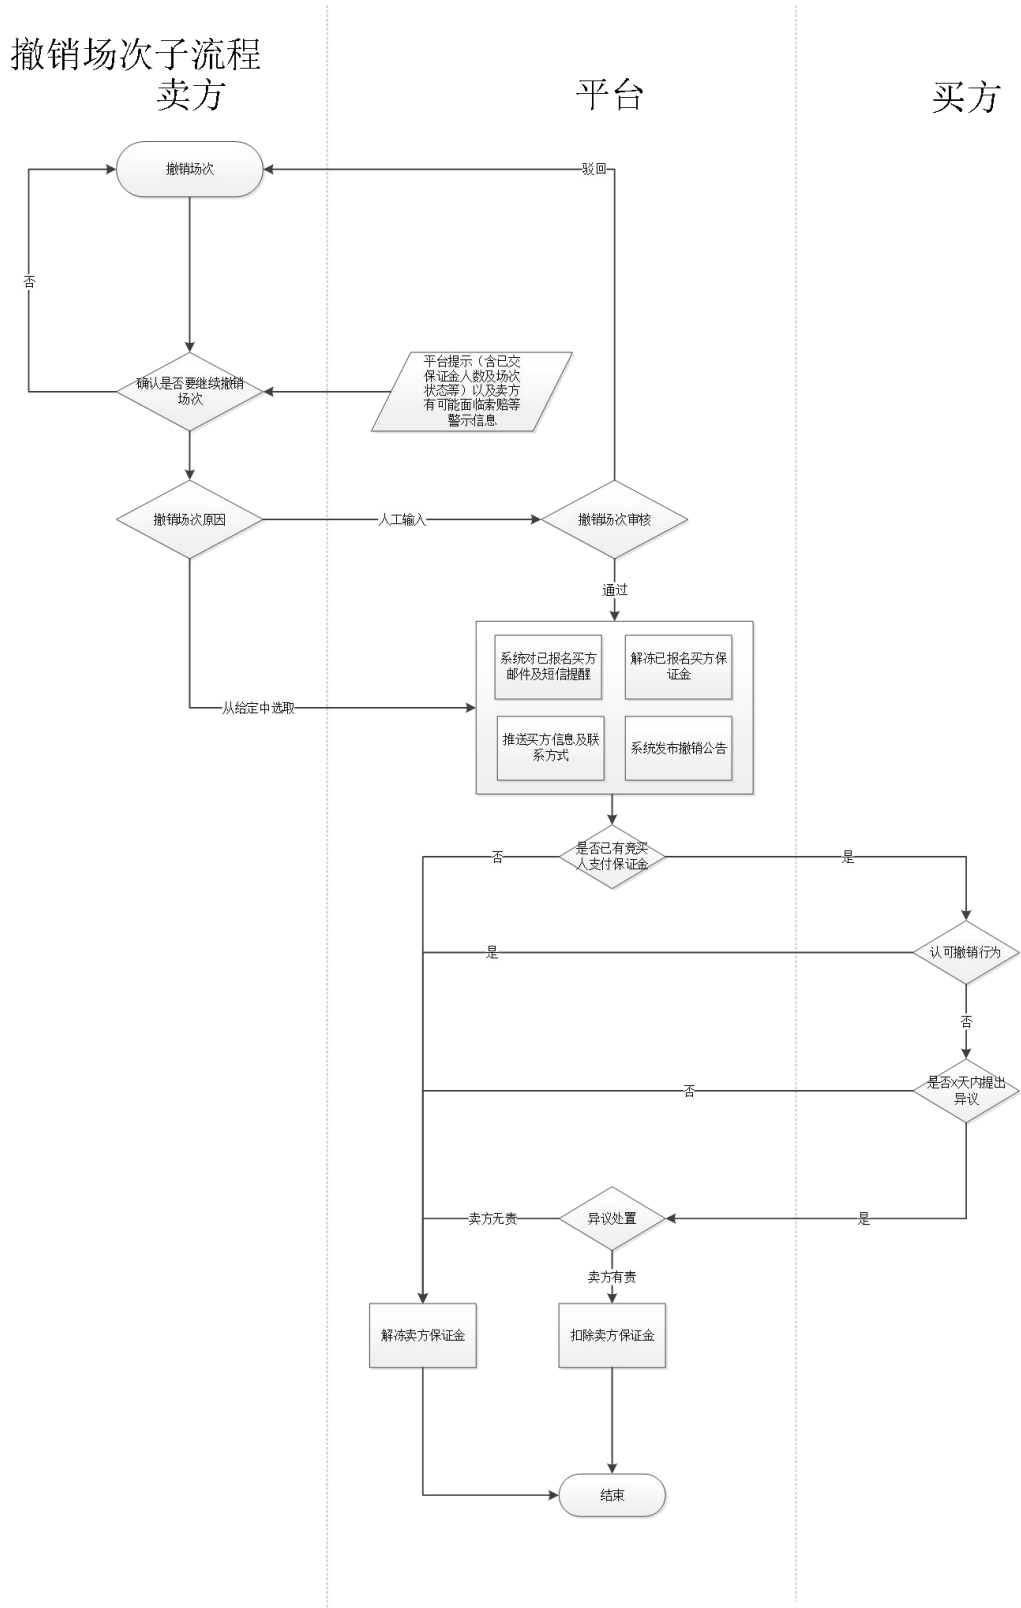 撤销场次子流程
卖方
平台
买方
撤销场次
驳回
否
平台提示（含已交
保证金人数及场次
状态等）以及卖方
有可能面临索赔等
警示信息
确认是否要继续撤销
场次
撤销场次原因
人工输入
撤销场次审核
通过
系统对已报名买方
邮件及短信提醒
解冻已报名买方保
证金
从给定中选取
推送买方信息及联
系方式
系统发布撤销公告
是否已有竞买
人支付保证金
否
是
是
认可撤销行为
否
是否x天内提出
异议
否
卖方无责
异议处置
是
卖方有责
解冻卖方保证金
扣除卖方保证金
结束